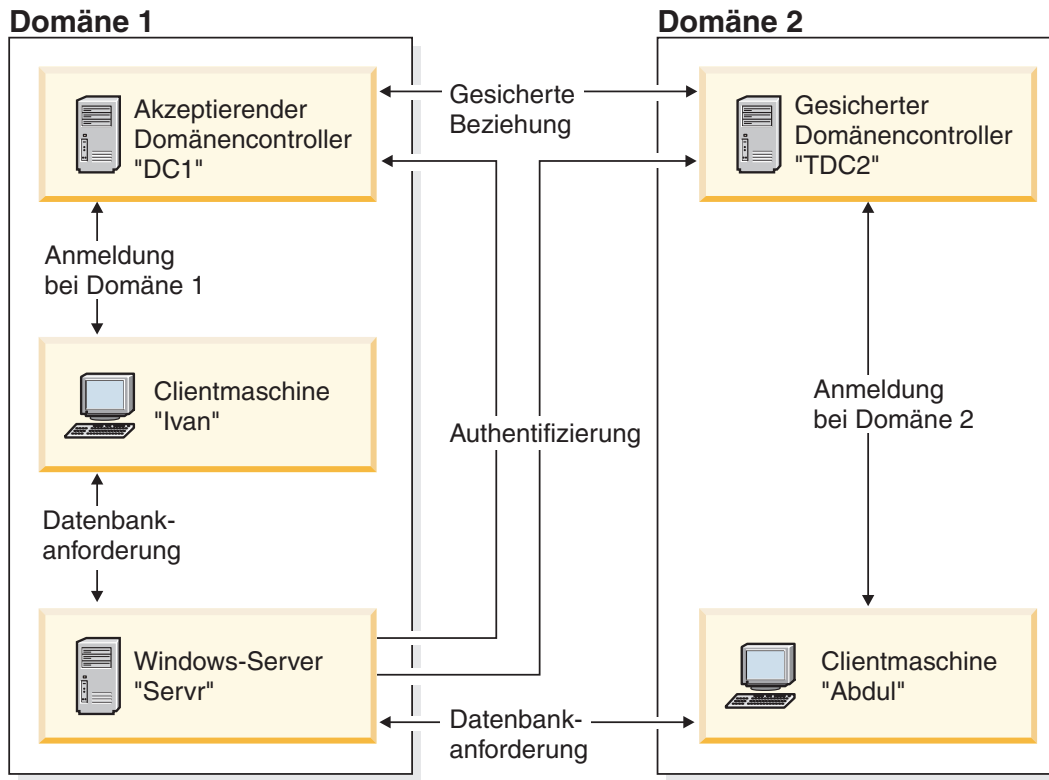 Domäne 1
Domäne 2
Akzeptierender
Domänencontroller
"DC1"
Gesicherte
Beziehung
Gesicherter
Domänencontroller
"TDC2"
Anmeldung
bei Domäne 1
Clientmaschine
"Ivan"
Authentifizierung
Anmeldung
bei Domäne 2
Datenbank-
anforderung
Windows-Server
"Servr"
Clientmaschine
"Abdul"
Datenbank-
anforderung